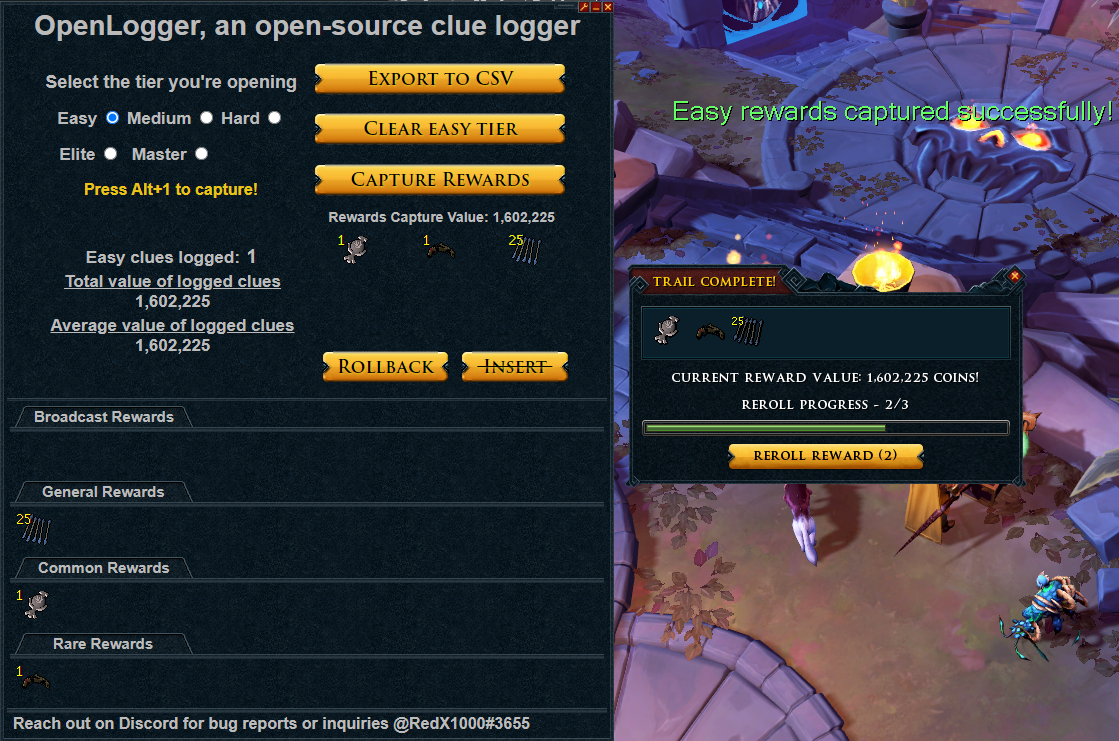 OpenLogger, an open-source clue logger
Select the tier you're opening
Easy Medium Hard
Elite Master
Press Alt+1 to capture!
EXPORT TO CSV
CLEAR EASY TIER
CAPTURE REWARDS
Rewards Capture Value: 1,602,225
1 1 25
Easy clues logged: 1
Total value of logged clues
1,602,225
Average value of logged clues
1,602,225
ROLLBACK INSERT
Broadcast Rewards
General Rewards
25
Common Rewards
1
Rare Rewards
1
Reach out on Discord for bug reports or inquiries @RedX1000#3655
Easy rewards captured successfully!
TRAIL COMPLETE!
25
CURRENT REWARD VALUE: 1,602,225 COINS!
REROLL PROGRESS - 2/3
REROLL REWARD (2)